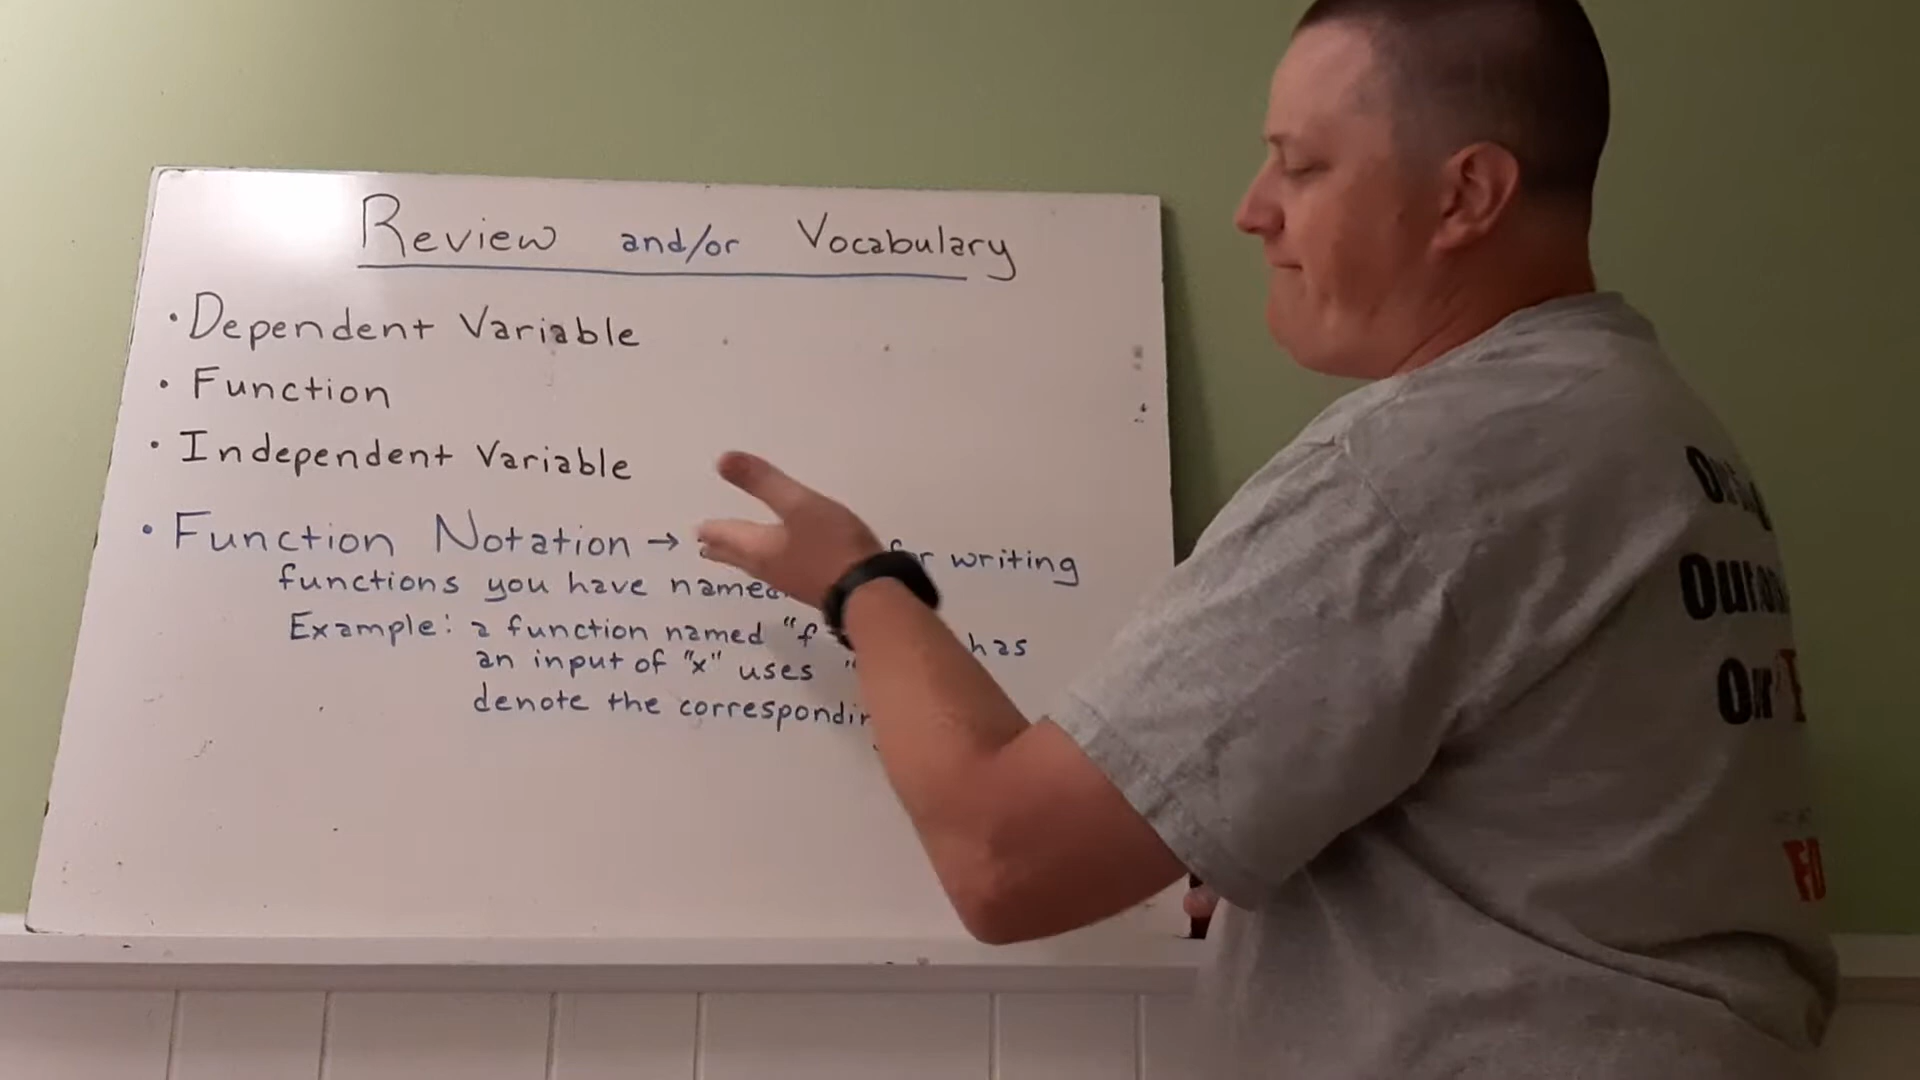 Review and/or Vocabulary
• Dependent Variable
• Function
• Independent Variable
• Function Notation → for writing
functions you have named
Example: a function named "f has
an input of "x" uses "
denote the